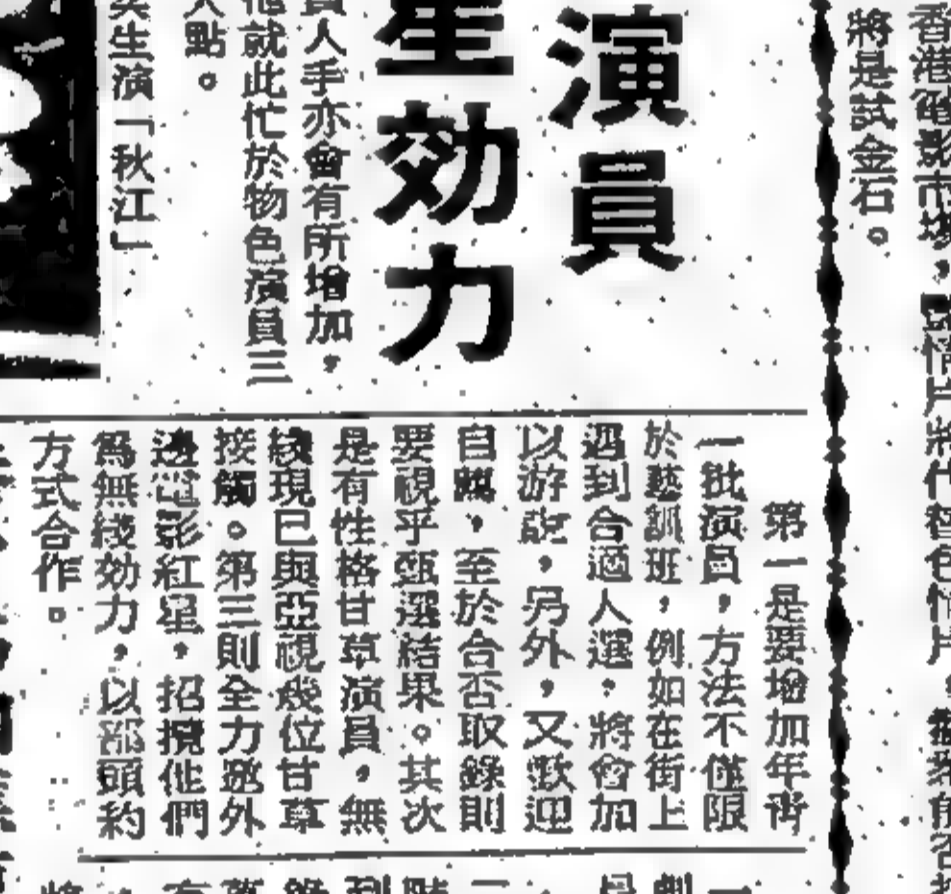 香港電影市場，
情片將代替色情片
將是試金石。
演員
星効力
員人手亦會有所增加，
他就此忙於物色演員三
大點。
生演「秋江」
第一是要增加年青
一批演員，方法不僅限
於藝訓班，例如在街上
遇到合適人選，將會加
以游說，另外，又歡迎
自薦，至於合否取錄則
要視乎甄選結果。其次
是有性格甘草演員，無
綫現已與亞視幾位甘草
接觸。第三則全力邀外
邊電影紅星，招攬他們
為無綫効力，以部頭約
方式合作。